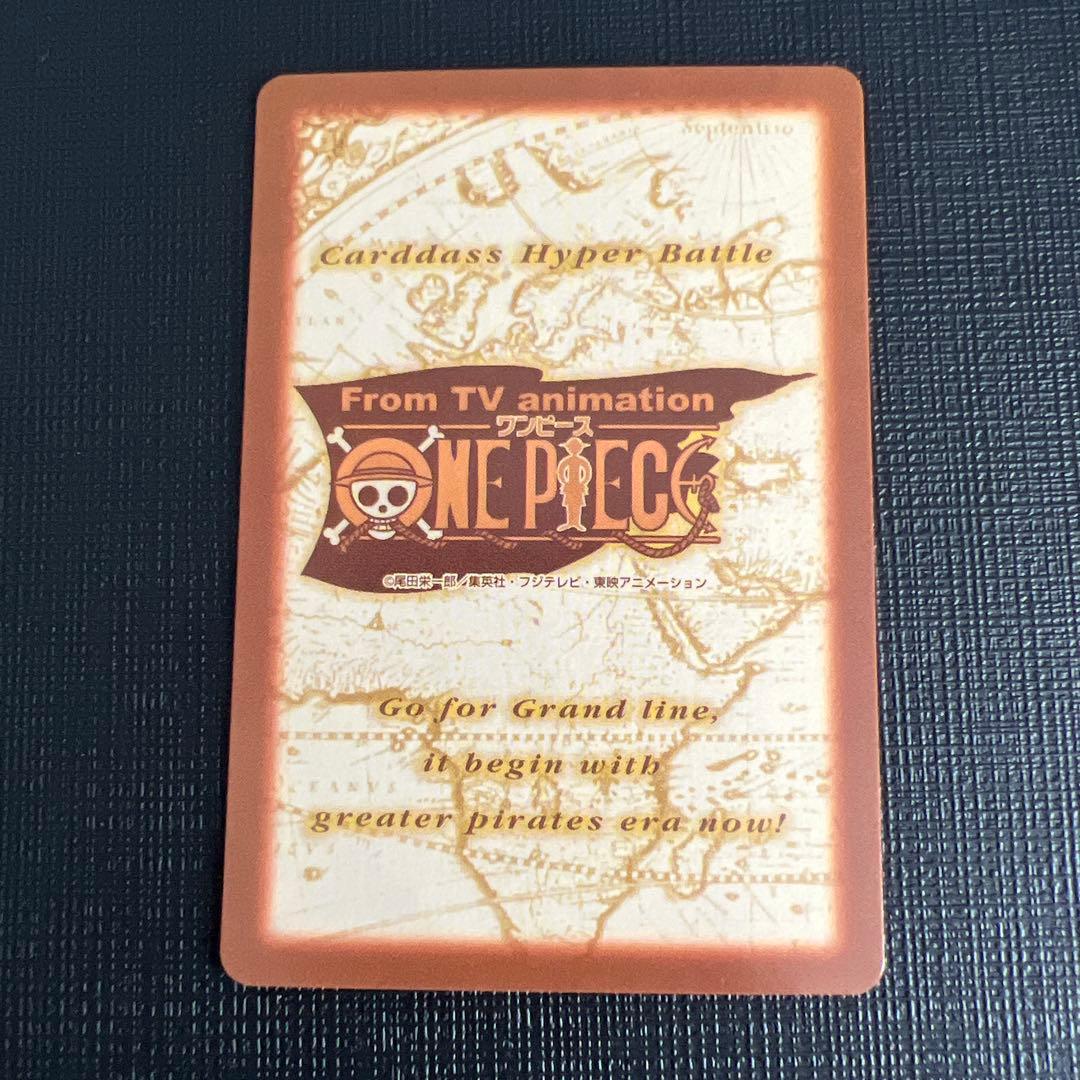 Septentrio
Carddass Hyper Battle
From TV animation
ワンピース
ONE PIECE
©尾田栄一郎／集英社・フジテレビ・東映アニメーション
Go for Grand line,
it begin with
greater pirates era now!